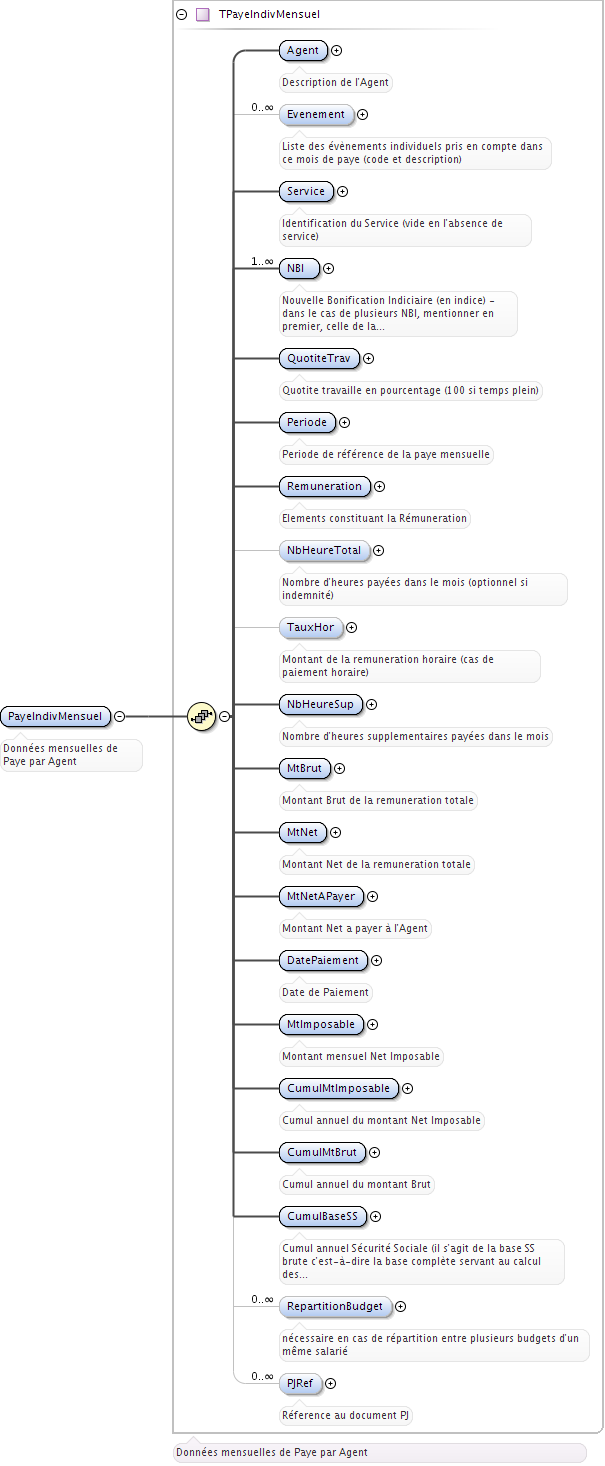 TPayeIndivMensuel
Agent
Description de l'Agent
0..∞
Evenement
Liste des évènements individuels pris en compte dans
ce mois de paye (code et description)
Service
Identification du Service (vide en l'absence de
service)
1..∞
NBI
Nouvelle Bonification Indiciaire (en indice) –
dans le cas de plusieurs NBI, mentionner en
premier, celle de la...
QuotiteTrav
Quotite travaille en pourcentage (100 si temps plein)
Periode
Periode de référence de la paye mensuelle
Remuneration
Elements constituant la Rémuneration
NbHeureTotal
Nombre d'heures payées dans le mois (optionnel si
indemnité)
TauxHor
Montant de la remuneration horaire (cas de
paiement horaire)
PayeIndivMensuel
Données mensuelles de
Paye par Agent
NbHeureSup
Nombre d'heures supplementaires payées dans le mois
MtBrut
Montant Brut de la remuneration totale
MtNet
Montant Net de la remuneration totale
MtNetAPayer
Montant Net a payer à l'Agent
DatePaiement
Date de Paiement
MtImposable
Montant mensuel Net Imposable
CumulMtImposable
Cumul annuel du montant Net Imposable
CumulMtBrut
Cumul annuel du montant Brut
CumulBaseSS
Cumul annuel Sécurité Sociale (il s'agit de la base SS
brute c'est-à-dire la base complète servant au calcul
des...
0..∞
RepartitionBudget
nécessaire en cas de répartition entre plusieurs budgets d'un
même salarié
0..∞
PJRef
Réference au document PJ
Données mensuelles de Paye par Agent